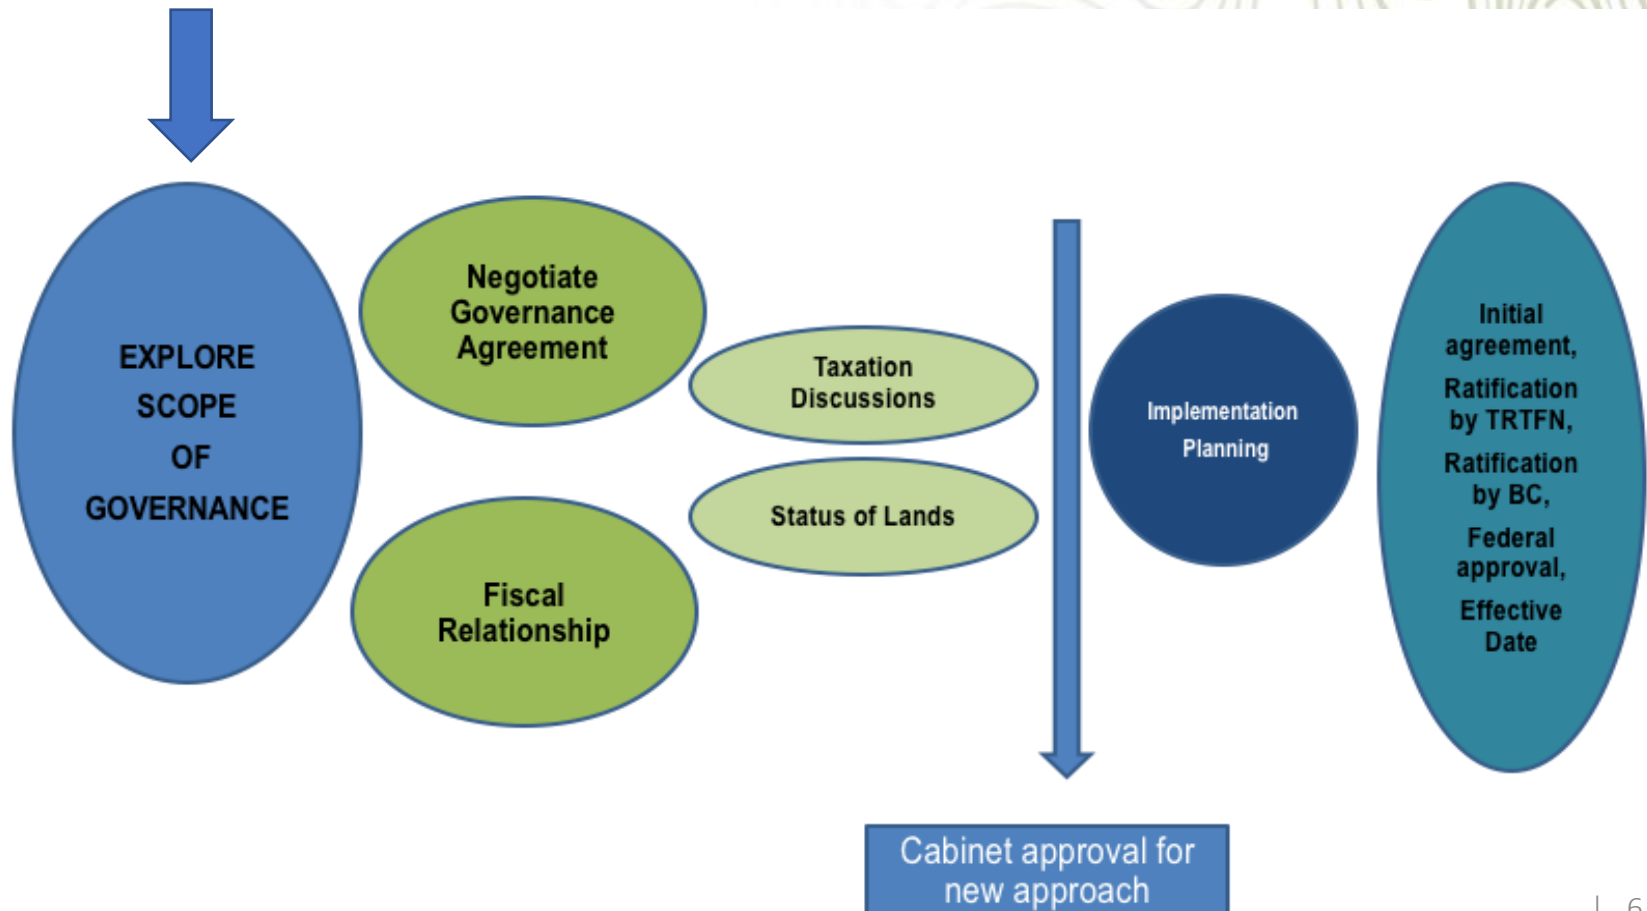 EXPLORE
SCOPE
OF
GOVERNANCE
Negotiate
Governance
Agreement
Fiscal
Relationship
Taxation
Discussions
Status of Lands
Implementation
Planning
Initial
agreement,
Ratification
by TRTFN,
Ratification
by BC,
Federal
approval,
Effective
Date
Cabinet approval for
new approach
| 6